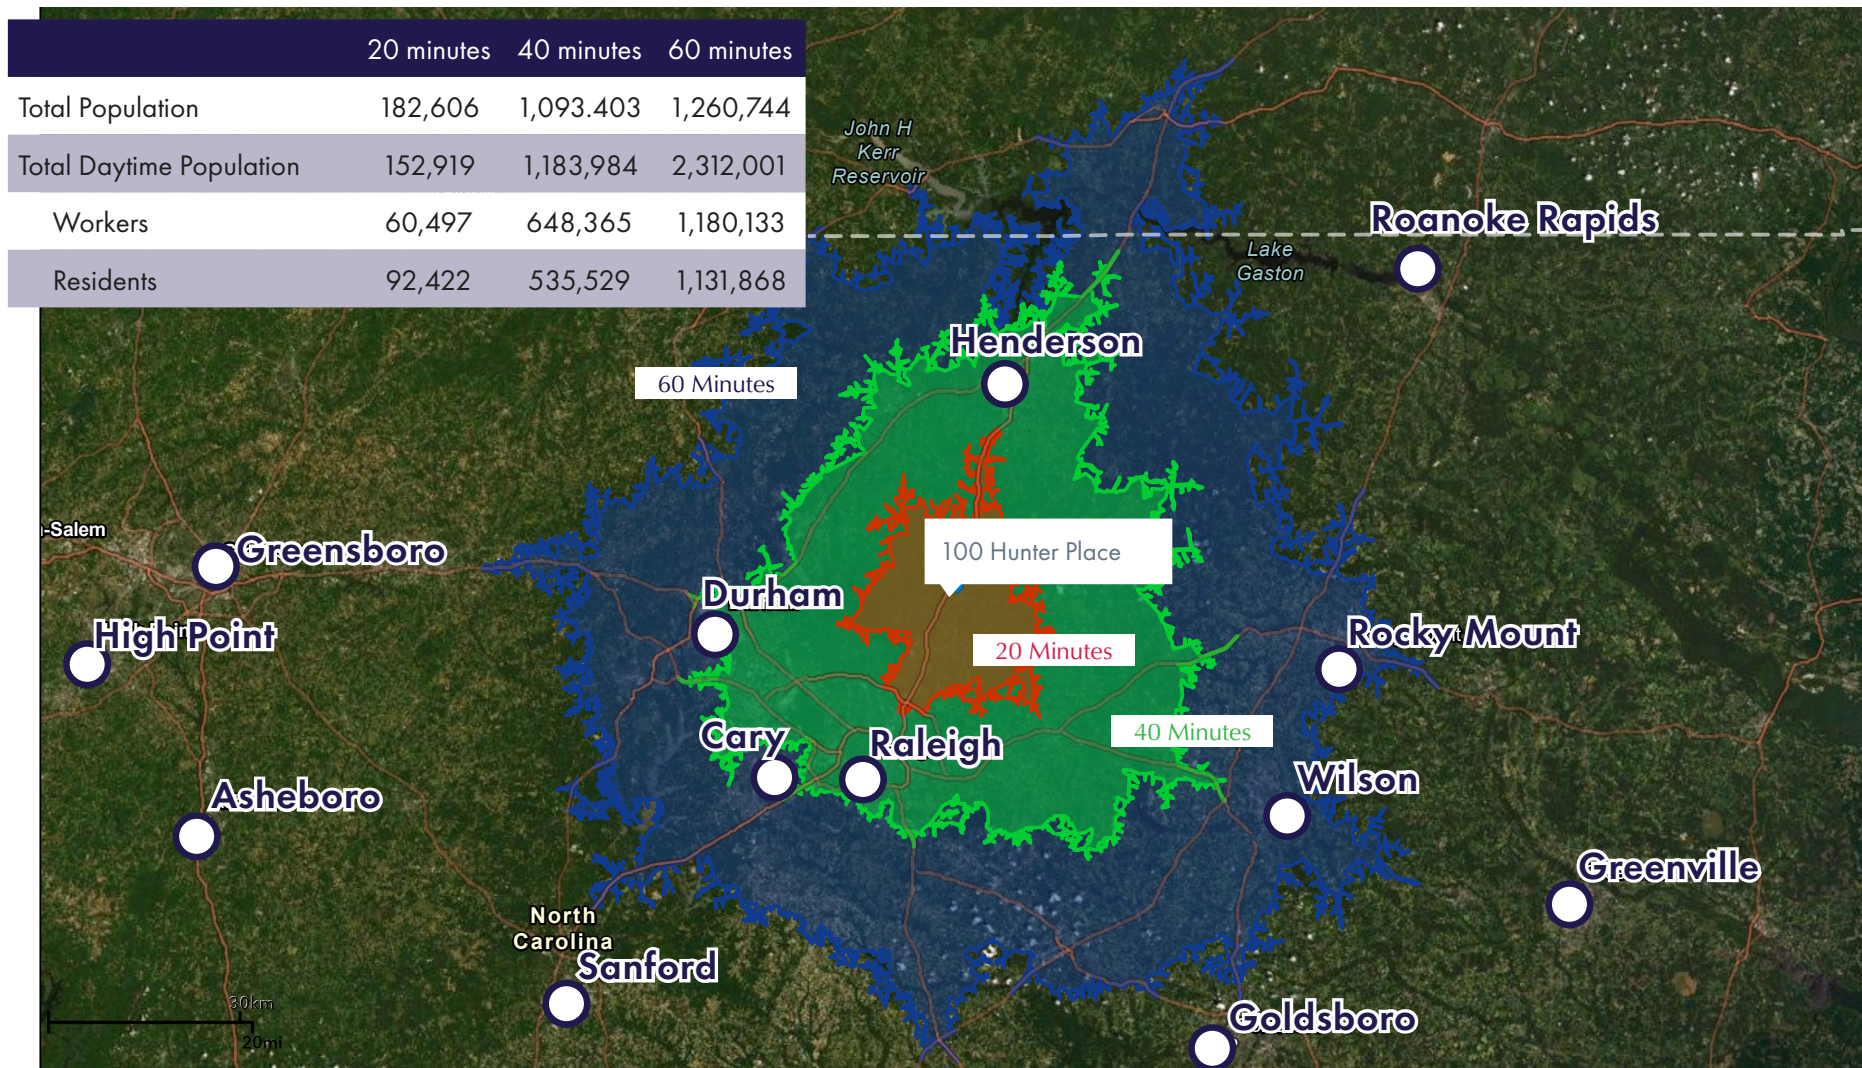 20 minutes 40 minutes 60 minutes
Total Population 182,606 1,093.403 1,260,744
Total Daytime Population 152,919 1,183,984 2,312,001
Workers 60,497 648,365 1,180,133
Residents 92,422 535,529 1,131,868
John H
Kerr
Reservoir
Roanoke Rapids
Lake
Gaston
Henderson
60 Minutes
-Salem
Greensboro
100 Hunter Place
Durham
High Point
20 Minutes
Rocky Mount
Cary
Raleigh
40 Minutes
Wilson
Asheboro
Greenville
North
Carolina
Sanford
30km
20mi
Goldsboro